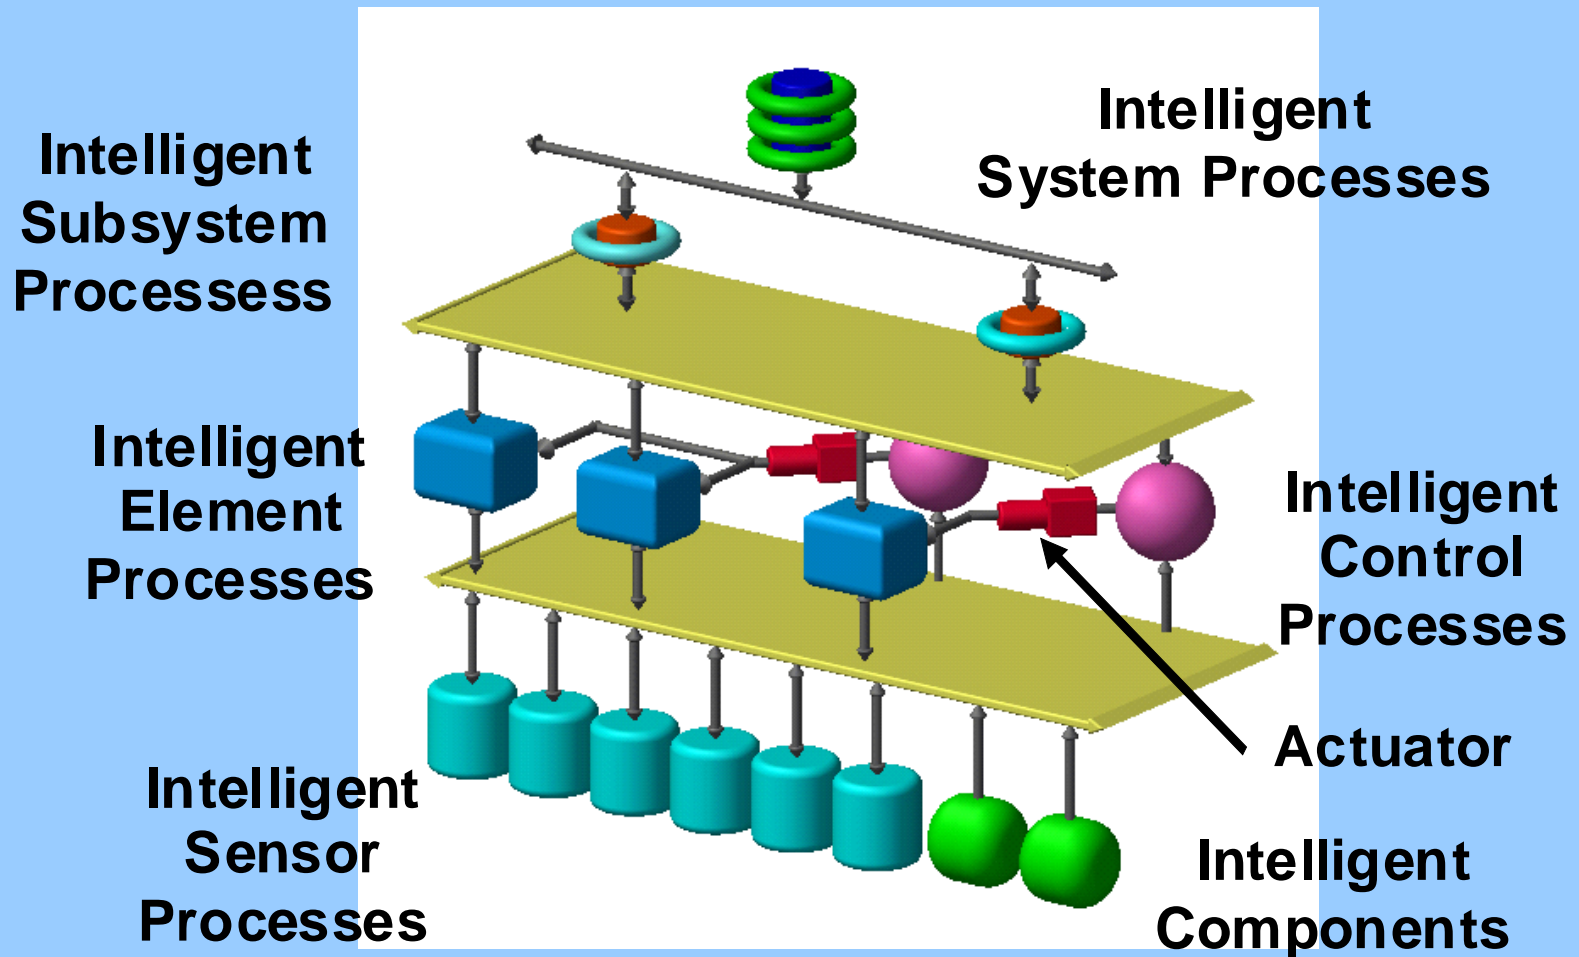 Intelligent
System Processes
Intelligent
Subsystem
Processess
Intelligent
Element
Processes
Intelligent
Control
Processes
Actuator
Intelligent
Sensor
Processes
Intelligent
Components